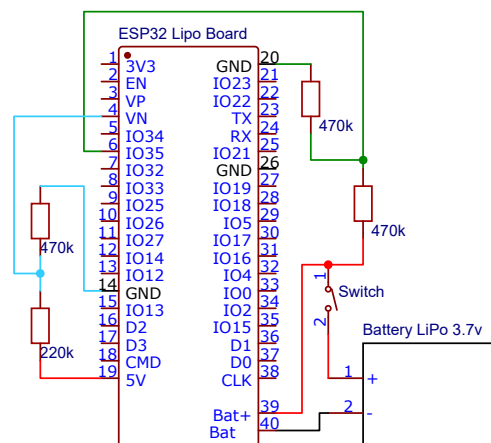 ESP32 Lipo Board
1 3V3 GND 20
2 EN IO23 21
3 VP IO22 22
4 VN TX 23
5 IO34 RX 24
6 IO35 IO21 25
7 IO32 GND 26
8 IO33 IO19 27
9 IO25 IO18 28
10 IO26 IO5 29
11 IO27 IO17 30
12 IO14 IO16 31
13 IO12 IO4 32
14 GND IO0 33
15 IO13 IO2 34
16 D2 IO15 35
17 D3 D1 36
18 CMD D0 37
19 5V CLK 38
Bat+ 39
Bat 40
470k
470k
470k
220k
1
Switch
2
Battery LiPo 3.7v
1 +
2 -